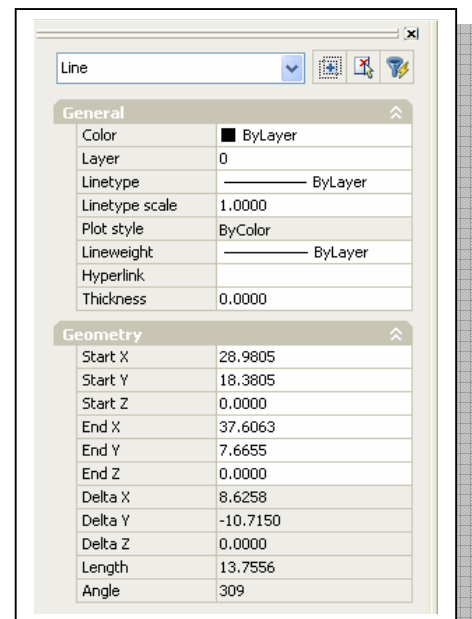 Line
General
Color ByLayer
Layer 0
Linetype ByLayer
Linetype scale 1.0000
Plot style ByColor
Lineweight ByLayer
Hyperlink
Thickness 0.0000
Geometry
Start X 28.9805
Start Y 18.3805
Start Z 0.0000
End X 37.6063
End Y 7.6655
End Z 0.0000
Delta X 8.6258
Delta Y -10.7150
Delta Z 0.0000
Length 13.7556
Angle 309